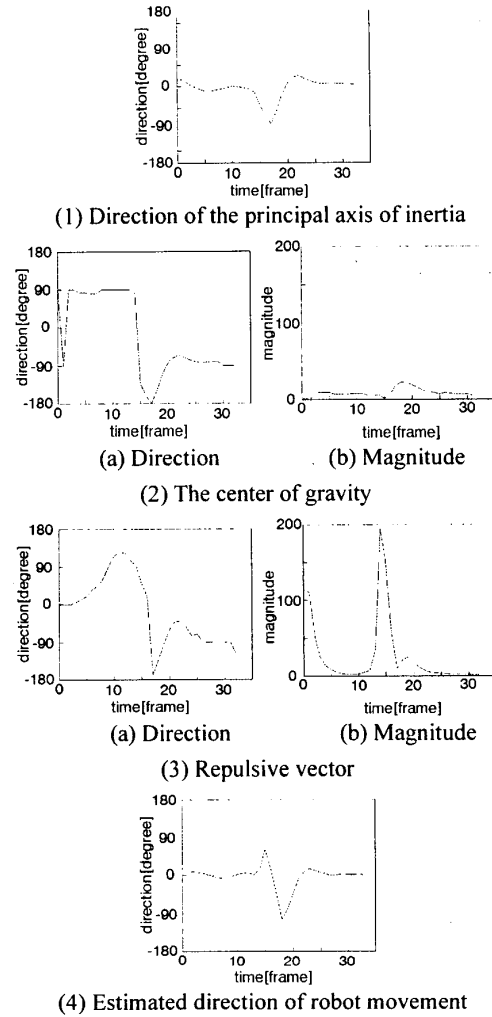 180
90
0
-90
-180
direction[degree]
0 10 20 30
time[frame]
(1) Direction of the principal axis of inertia
180
90
0
-90
-180
direction[degree]
0 10 20 30
time[frame]
(a) Direction
200
100
0
magnitude
0 10 20 30
time[frame]
(b) Magnitude
(2) The center of gravity
180
90
0
-90
-180
direction[degree]
0 10 20 30
time[frame]
(a) Direction
200
100
0
magnitude
0 10 20 30
time[frame]
(b) Magnitude
(3) Repulsive vector
180
90
0
-90
-180
direction[degree]
0 10 20 30
time[frame]
(4) Estimated direction of robot movement